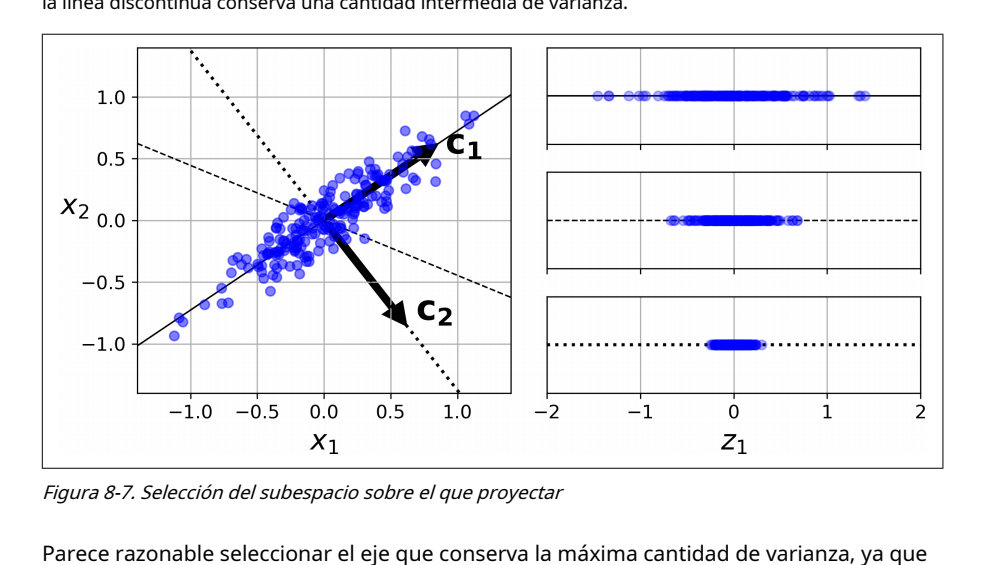 la línea discontinua conserva una cantidad intermedia de varianza.
1.0
0.5
0.0
−0.5
−1.0
x2
c1
c2
−1.0 −0.5 0.0 0.5 1.0
x1
−2 −1 0 1 2
z1
Figura 8-7. Selección del subespacio sobre el que proyectar
Parece razonable seleccionar el eje que conserva la máxima cantidad de varianza, ya que